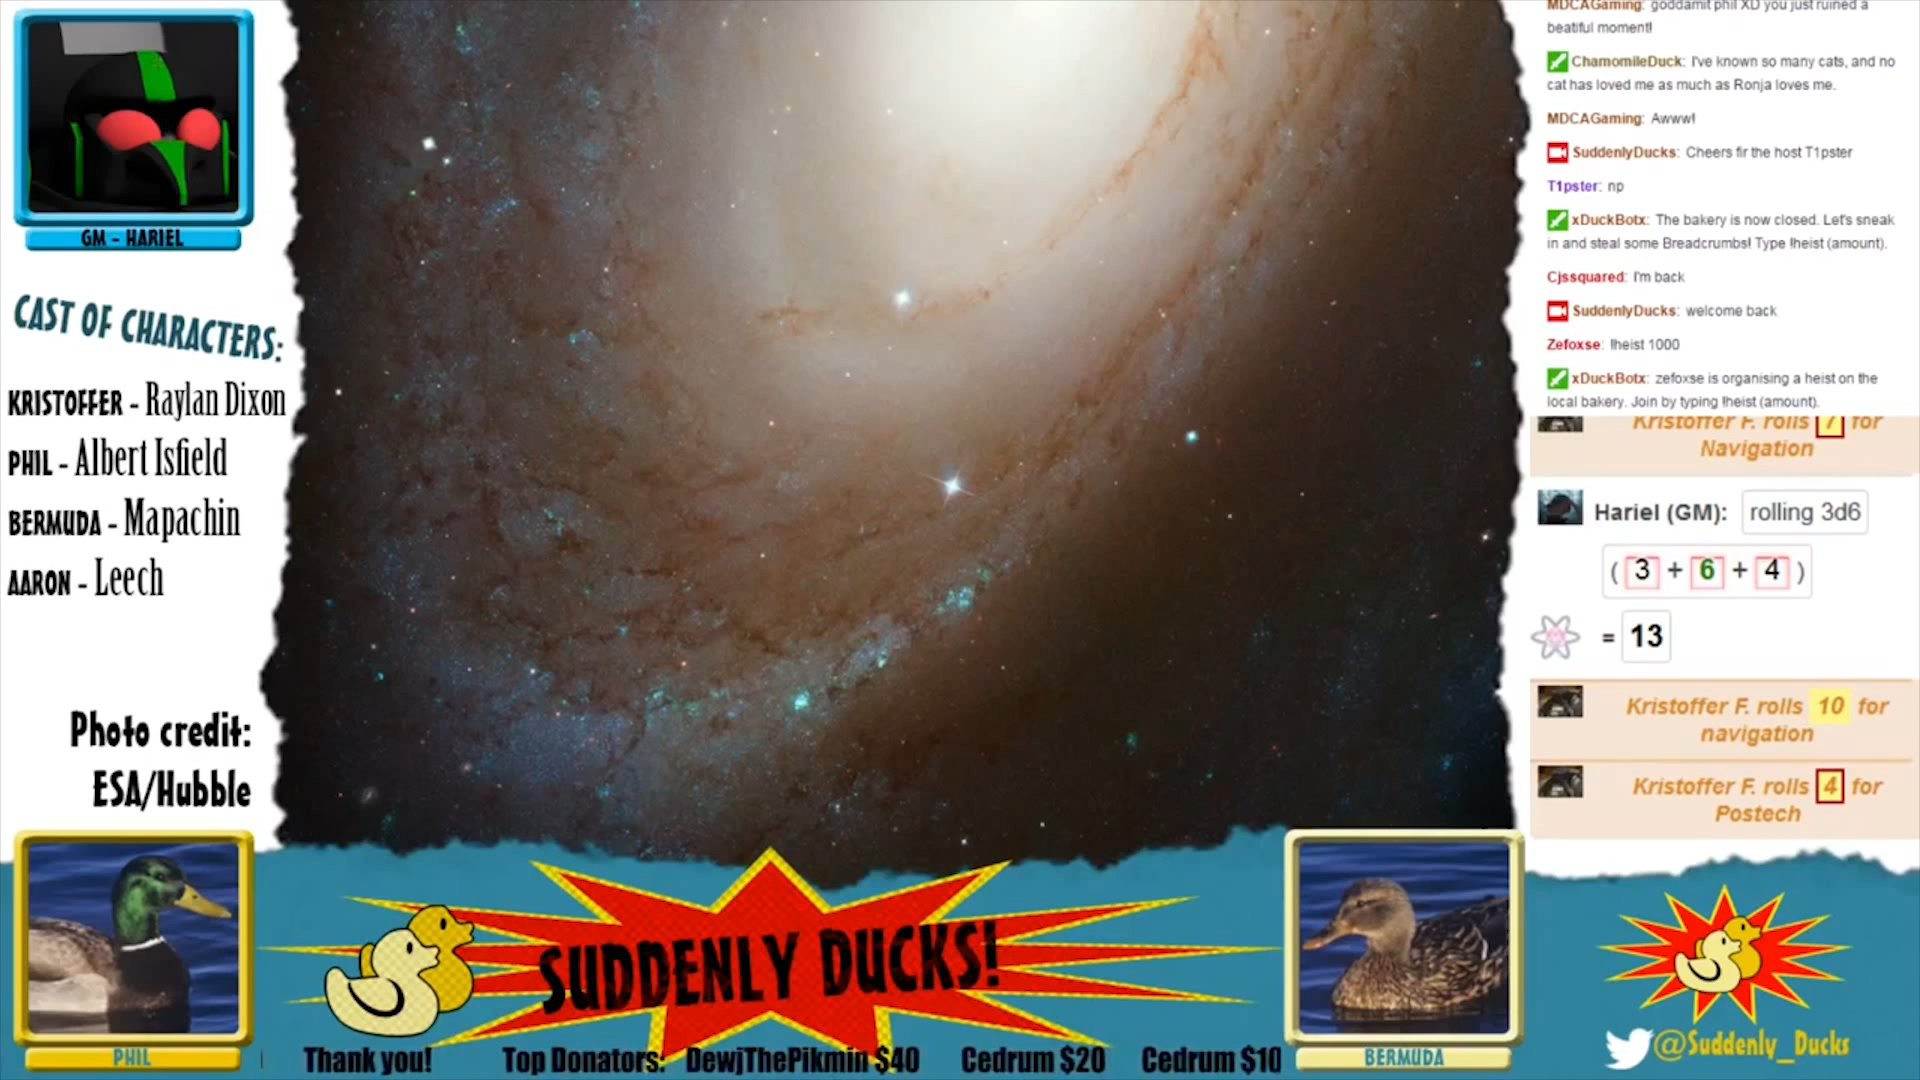 GM - HARIEL
CAST OF CHARACTERS:
KRISTOFFER - Raylan Dixon
PHIL - Albert Isfield
BERMUDA - Mapachin
AARON - Leech
Photo credit:
ESA/Hubble
PHIL
SUDDENLY DUCKS!
Thank you! Top Donators: DewjThePikmin $40 Cedrum $20 Cedrum $10
BERMUDA
MDCAGaming: goddamit phil XD you just ruined a
beatiful moment!
ChamomileDuck: I've known so many cats, and no
cat has loved me as much as Ronja loves me.
MDCAGaming: Awww!
SuddenlyDucks: Cheers fir the host T1pster
T1pster: np
xDuckBotx: The bakery is now closed. Let's sneak
in and steal some Breadcrumbs! Type !heist (amount).
Cjssquared: I'm back
SuddenlyDucks: welcome back
Zefoxse: !heist 1000
xDuckBotx: zefoxse is organising a heist on the
local bakery. Join by typing !heist (amount).
Kristoffer F. rolls 7 for
Navigation
Hariel (GM): rolling 3d6
( 3 + 6 + 4 )
= 13
Kristoffer F. rolls 10 for
navigation
Kristoffer F. rolls 4 for
Postech
@Suddenly_Ducks